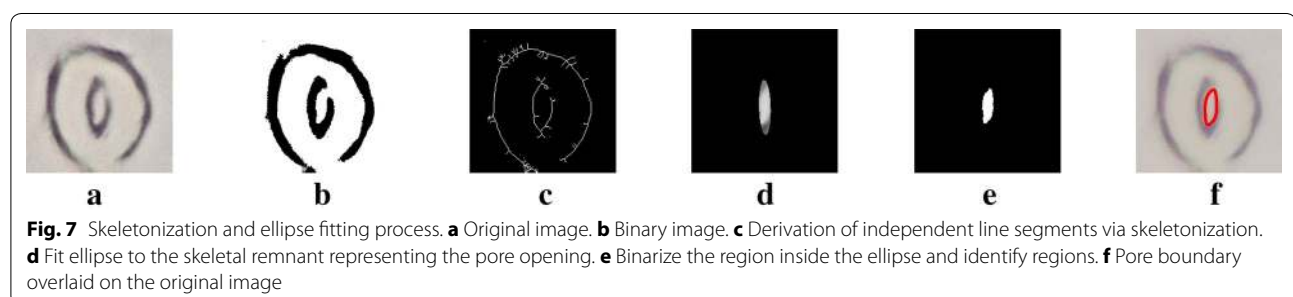 a b c d e f
Fig. 7 Skeletonization and ellipse fitting process. a Original image. b Binary image. c Derivation of independent line segments via skeletonization.
d Fit ellipse to the skeletal remnant representing the pore opening. e Binarize the region inside the ellipse and identify regions. f Pore boundary
overlaid on the original image